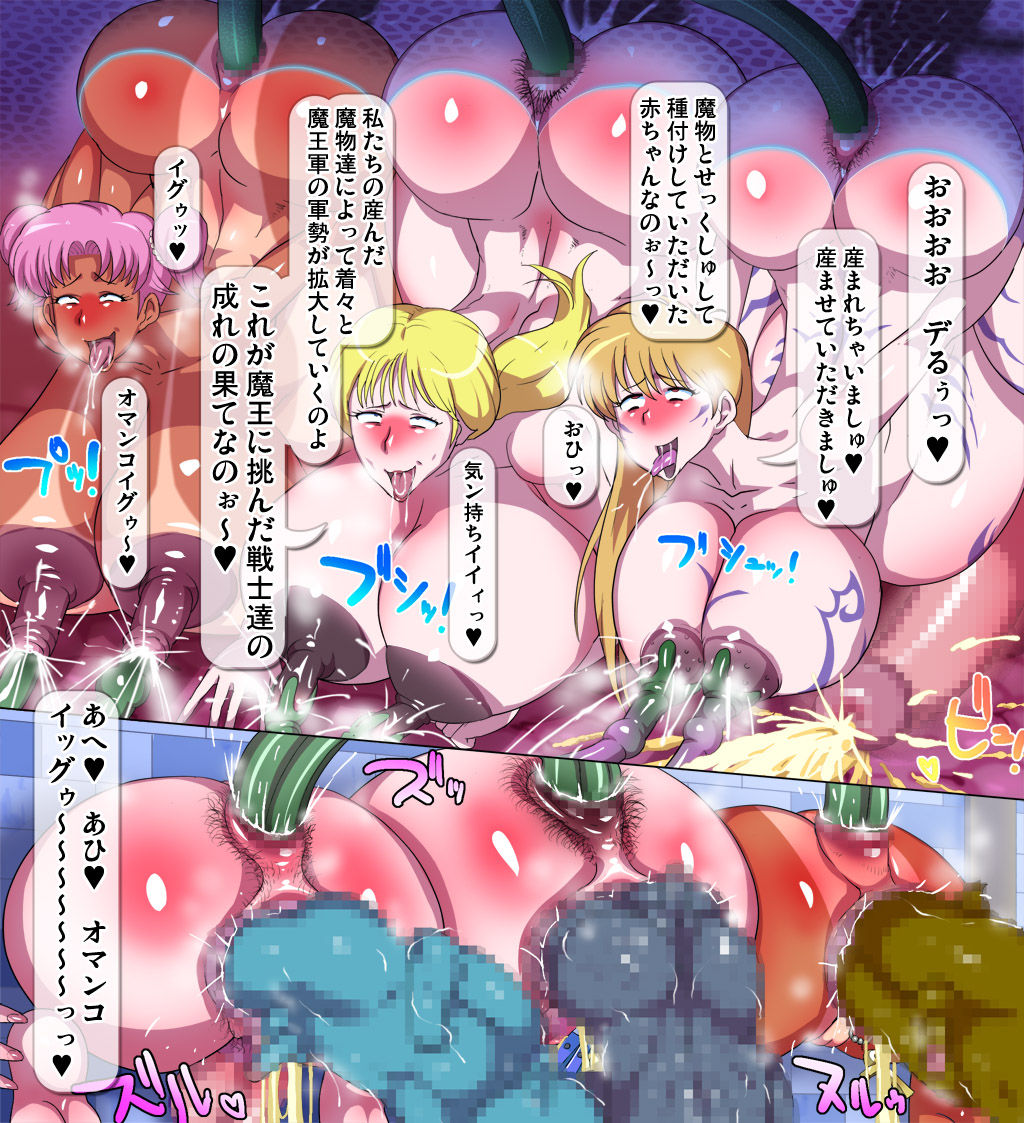 おおおお デるぅっ♥
産まれちゃいましゅ♥
産ませていただきましゅ♥
魔物とせっくしゅして
種付けしていただいた
赤ちゃんなのぉ～っ♥
おひっ♥
気ン持ちイイィっ♥
私たちの産んだ
魔物達によって着々と
魔王軍の軍勢が拡大していくのよ
これが魔王に挑んだ戦士達の
成れの果てなのぉ～♥
イグゥッ♥
オマンコイグゥ～♥
プッ!
ブシッ!
ブシュッ!
ビュ!
あへ♥ あひ♥ オマンコ
イッグゥ～～～～～～～っっ♥
ズッ
ズルル
ヌルゥ